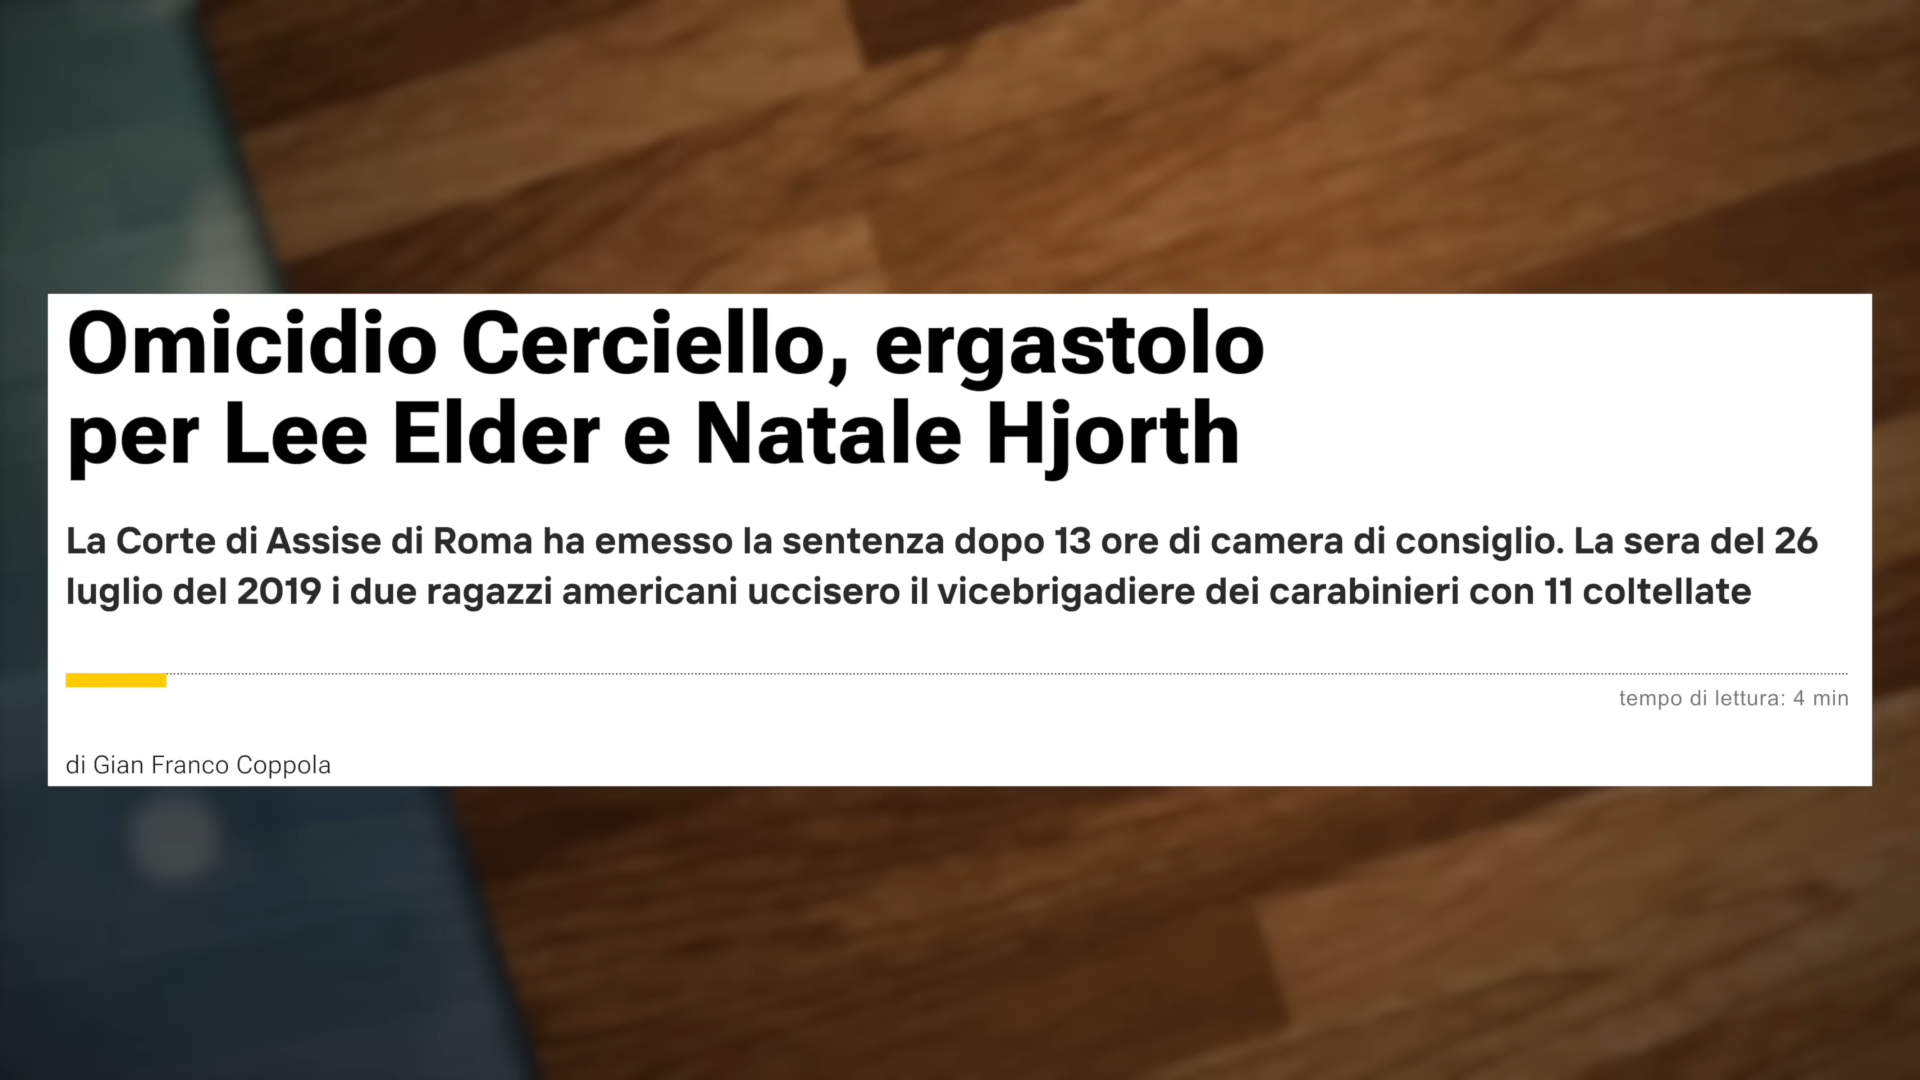 Omicidio Cerciello, ergastolo
per Lee Elder e Natale Hjorth
La Corte di Assise di Roma ha emesso la sentenza dopo 13 ore di camera di consiglio. La sera del 26
luglio del 2019 i due ragazzi americani uccisero il vicebrigadiere dei carabinieri con 11 coltellate
tempo di lettura: 4 min
di Gian Franco Coppola